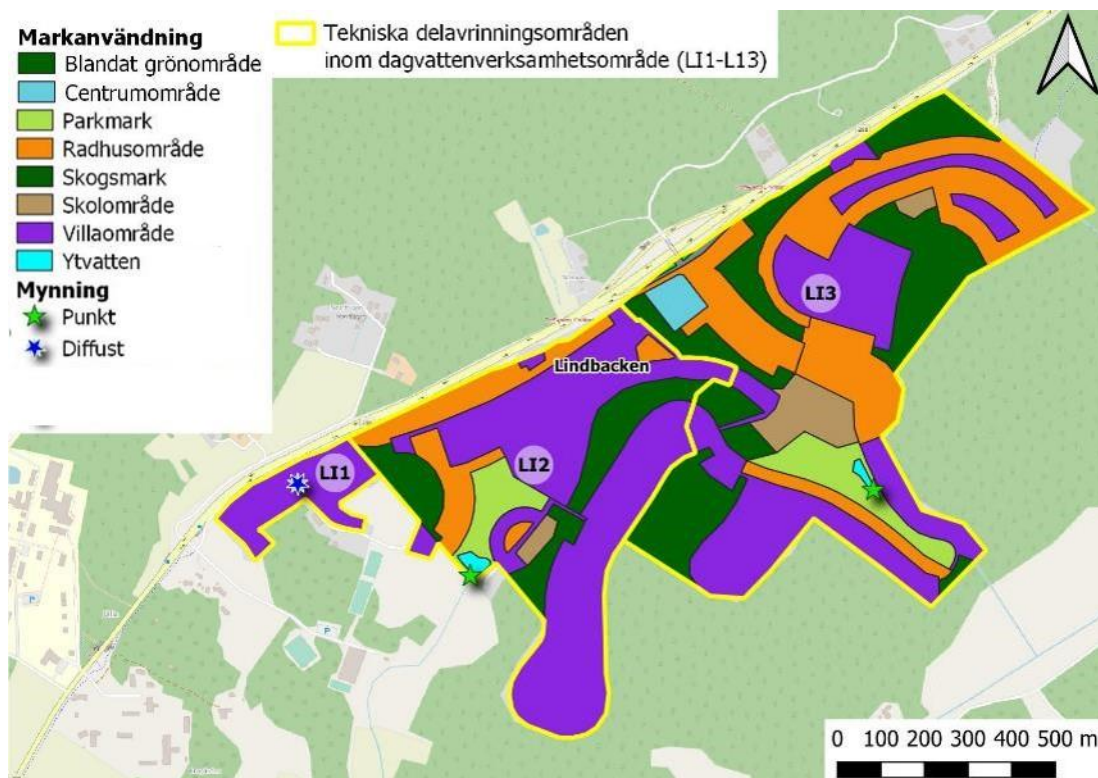 Markanvändning
Blandat grönområde
Centrumområde
Parkmark
Radhusområde
Skogsmark
Skolområde
Villaområde
Ytvatten
Mynning
Punkt
Diffust
Tekniska delavrinningsområden
inom dagvattenverksamhetsområde (LI1-L13)
LI3
Lindbacken
LI2
LI1
P
P
0 100 200 300 400 500 m